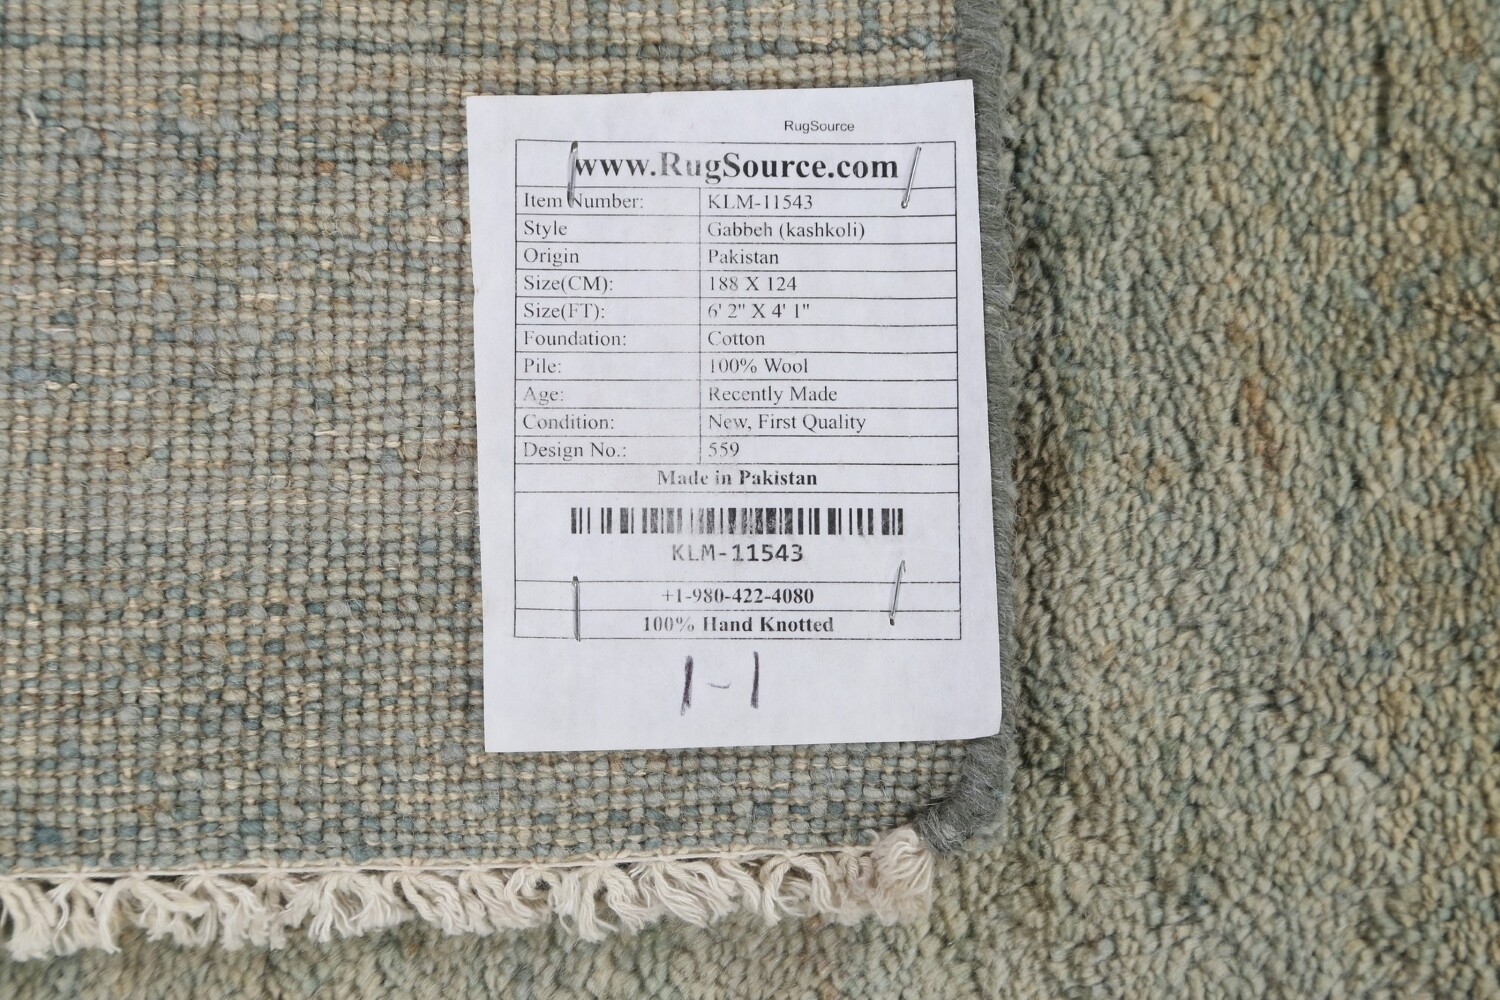 RugSource
www.RugSource.com
Item Number: KLM-11543
Style Gabbeh (kashkoli)
Origin Pakistan
Size(CM): 188 X 124
Size(FT): 6' 2" X 4' 1"
Foundation: Cotton
Pile: 100% Wool
Age: Recently Made
Condition: New, First Quality
Design No.: 559
Made in Pakistan
KLM-11543
+1-980-422-4080
100% Hand Knotted
1-1